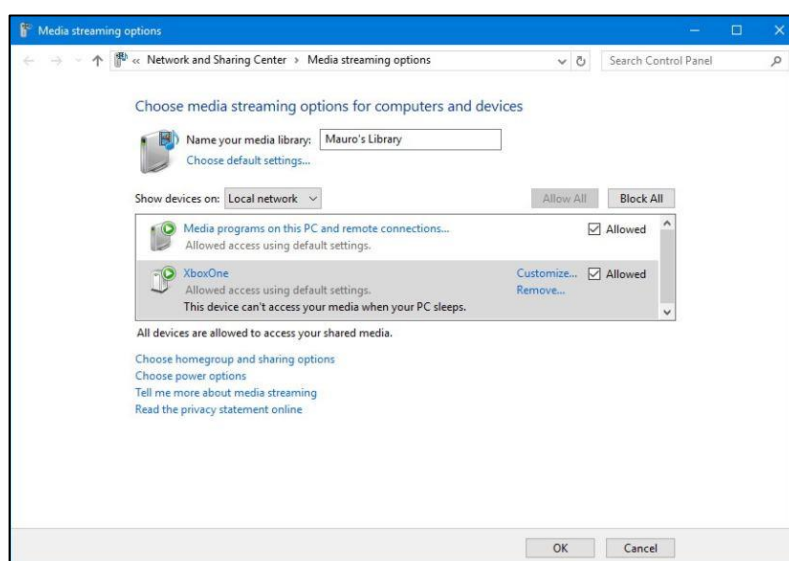 Media streaming options
« Network and Sharing Center › Media streaming options
Search Control Panel
Choose media streaming options for computers and devices
Name your media library: Mauro's Library
Choose default settings...
Show devices on: Local network
Allow All
Block All
Media programs on this PC and remote connections...
Allowed
Allowed access using default settings.
XboxOne
Customize...
Allowed
Allowed access using default settings.
Remove...
This device can't access your media when your PC sleeps.
All devices are allowed to access your shared media.
Choose homegroup and sharing options
Choose power options
Tell me more about media streaming
Read the privacy statement online
OK
Cancel